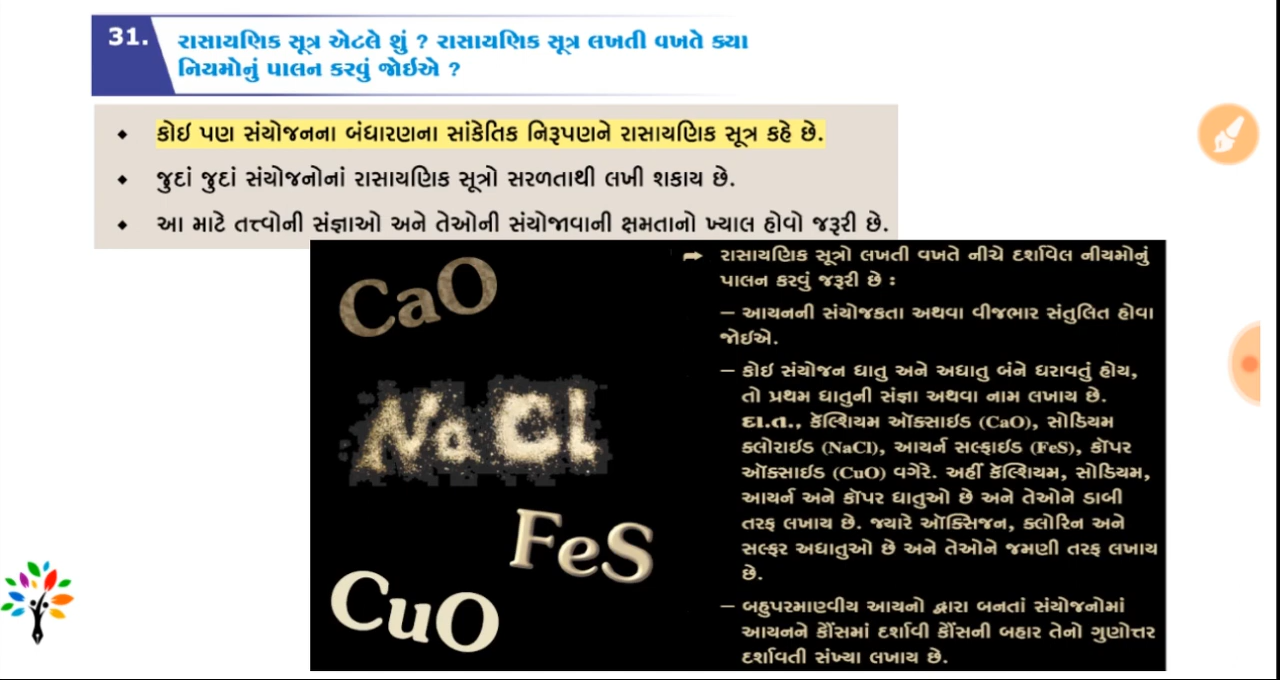 31.
રાસાયણિક સૂત્ર એટલે શું ? રાસાયણિક સૂત્ર લખતી વખતે ક્યા
નિયમોનું પાલન કરવું જોઇએ ?
◆ કોઈ પણ સંયોજનના બંધારણના સાંકેતિક નિરૂપણને રાસાયણિક સૂત્ર કહે છે.
◆ જુદાં જુદાં સંયોજનોનાં રાસાયણિક સૂત્રો સરળતાથી લખી શકાય છે.
◆ આ માટે તત્ત્વોની સંજ્ઞાઓ અને તેઓની સંયોજાવાની ક્ષમતાનો ખ્યાલ હોવો જરૂરી છે.
CaO
NaCl
FeS
CuO
➡ રાસાયણિક સૂત્રો લખતી વખતે નીચે દર્શાવેલ નીયમોનું
પાલન કરવું જરૂરી છે :
– આયનની સંયોજકતા અથવા વીજભાર સંતુલિત હોવા
જોઇએ.
– કોઇ સંયોજન ધાતુ અને અધાતુ બંને ધરાવતું હોય,
તો પ્રથમ ધાતુની સંજ્ઞા અથવા નામ લખાય છે.
દા.ત., કૅલ્શિયમ ઑક્સાઇડ (CaO), સોડિયમ
ક્લોરાઇડ (NaCl), આયર્ન સલ્ફાઇડ (FeS), કૉપર
ઑક્સાઇડ (CuO) વગેરે. અહીં કૅલ્શિયમ, સોડિયમ,
આયર્ન અને કૉપર ધાતુઓ છે અને તેઓને ડાબી
તરફ લખાય છે. જ્યારે ઑક્સિજન, ક્લોરિન અને
સલ્ફર અધાતુઓ છે અને તેઓને જમણી તરફ લખાય
છે.
– બહુપરમાણ્વીય આયનો દ્વારા બનતાં સંયોજનોમાં
આયનને કૌંસમાં દર્શાવી કૌંસની બહાર તેનો ગુણોત્તર
દર્શાવતી સંખ્યા લખાય છે.